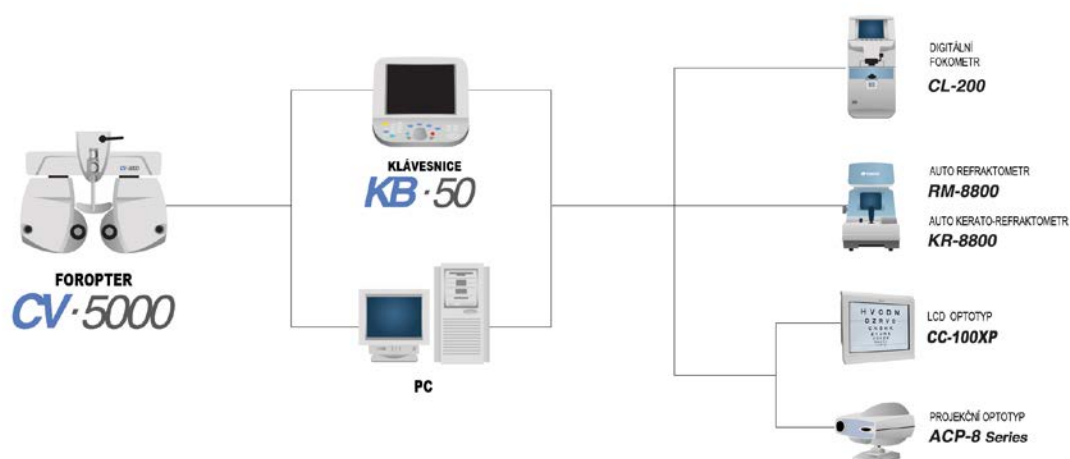 FOROPTER
CV·5000
KLÁVESNICE
KB·50
PC
DIGITÁLNÍ
FOKOMETR
CL-200
AUTO REFRAKTOMETR
RM-8800
AUTO KERATO-REFRAKTOMETR
KR-8800
H V C D N
LCD OPTOTYP
CC-100XP
PROJEKČNÍ OPTOTYP
ACP-8 Series